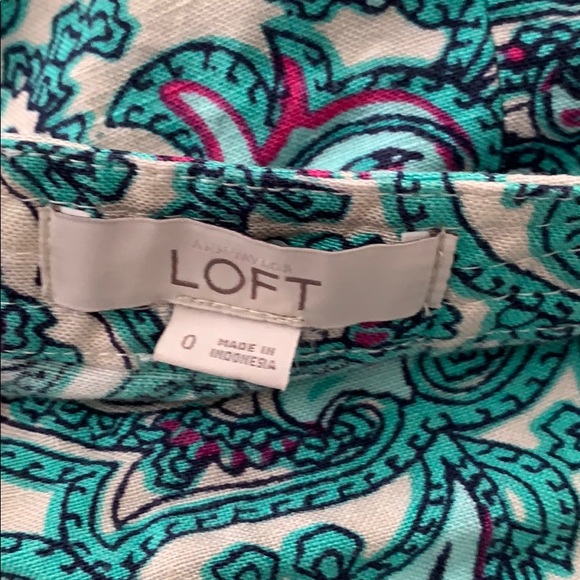 ANN TAYLOR
LOFT
0 MADE IN
INDONESIA